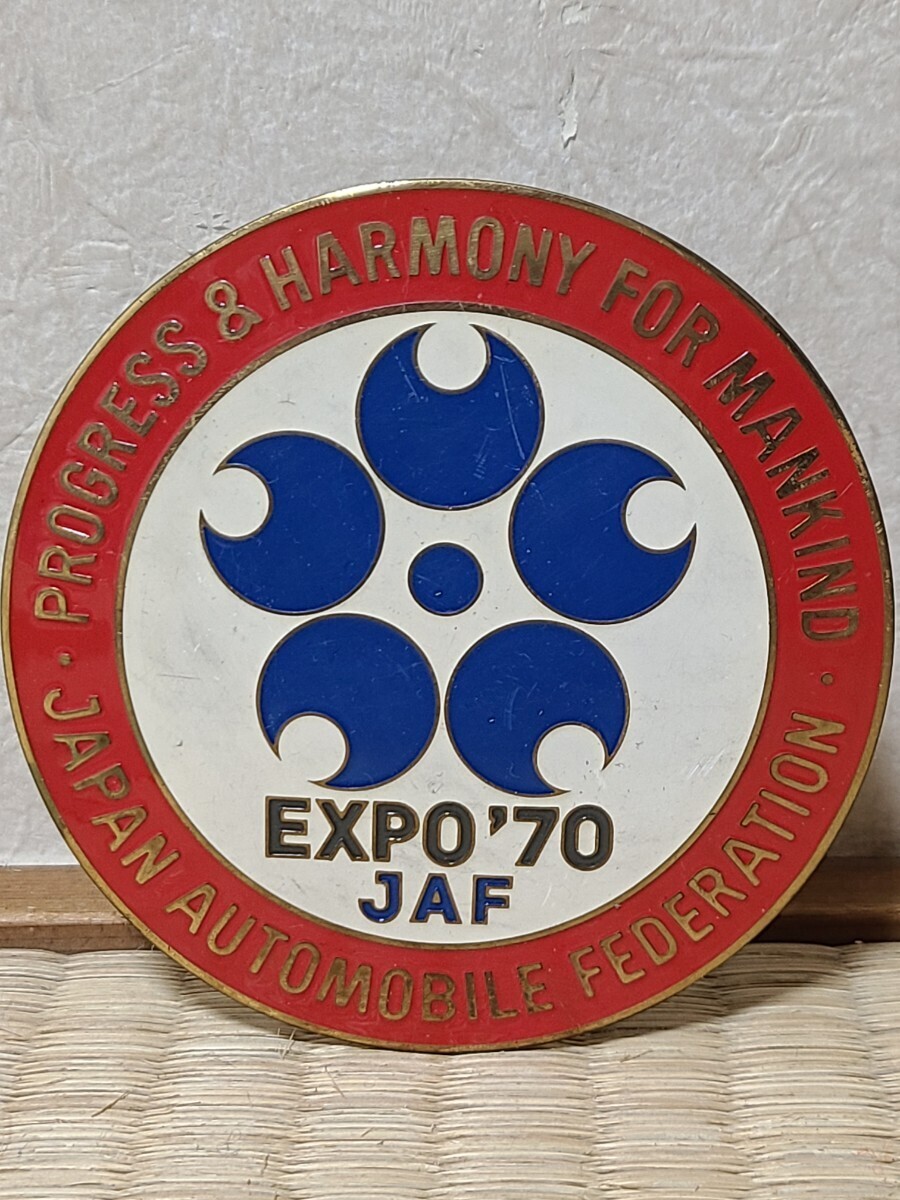 · PROGRESS & HARMONY FOR MANKIND ·
EXPO '70
JAF
JAPAN AUTOMOBILE FEDERATION